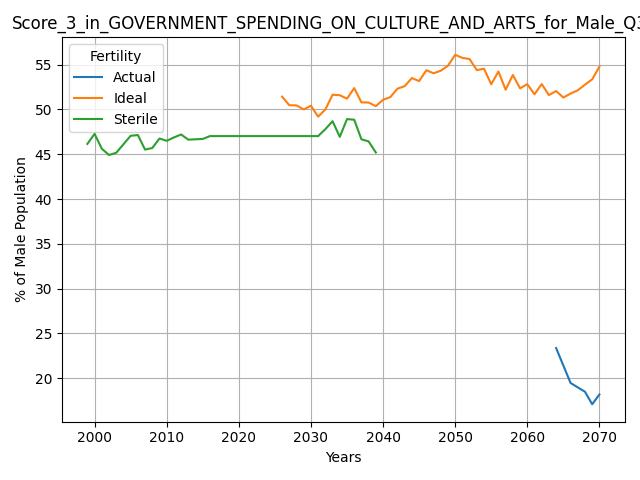 Score_3_in_GOVERNMENT_SPENDING_ON_CULTURE_AND_ARTS_for_Male_Q3
Fertility
Actual
Ideal
Sterile
% of Male Population
55
50
45
40
35
30
25
20
2000 2010 2020 2030 2040 2050 2060 2070
Years